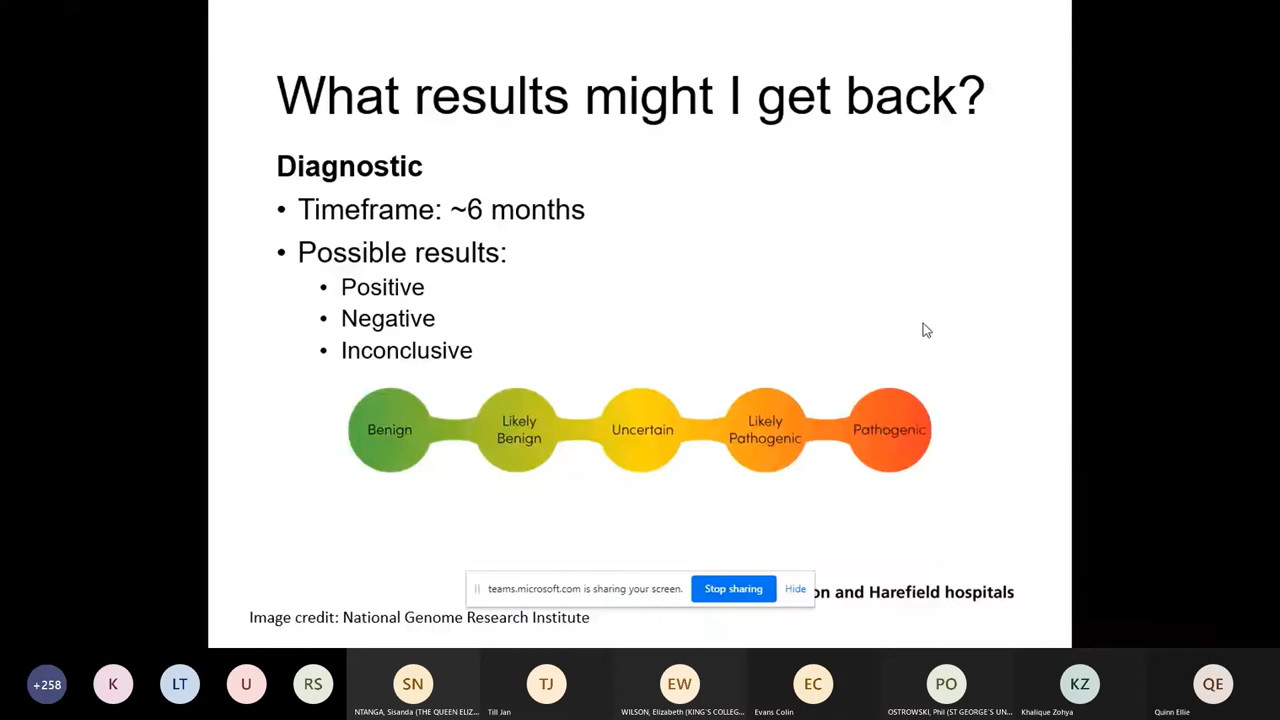 What results might I get back?
Diagnostic
• Timeframe: ~6 months
• Possible results:
• Positive
• Negative
• Inconclusive
Benign
Likely
Benign
Uncertain
Likely
Pathogenic
Pathogenic
teams.microsoft.com is sharing your screen.
Stop sharing
Hide
on and Harefield hospitals
Image credit: National Genome Research Institute
+258
K
LT
U
RS
SN
TJ
EW
EC
PO
KZ
QE
NTANGA, Sisanda (THE QUEEN ELIZ...
Till Jan
WILSON, Elizabeth (KING'S COLLEG...
Evans Colin
OSTROWSKI, Phil (ST GEORGE'S UN...
Khalique Zohya
Quinn Ellie